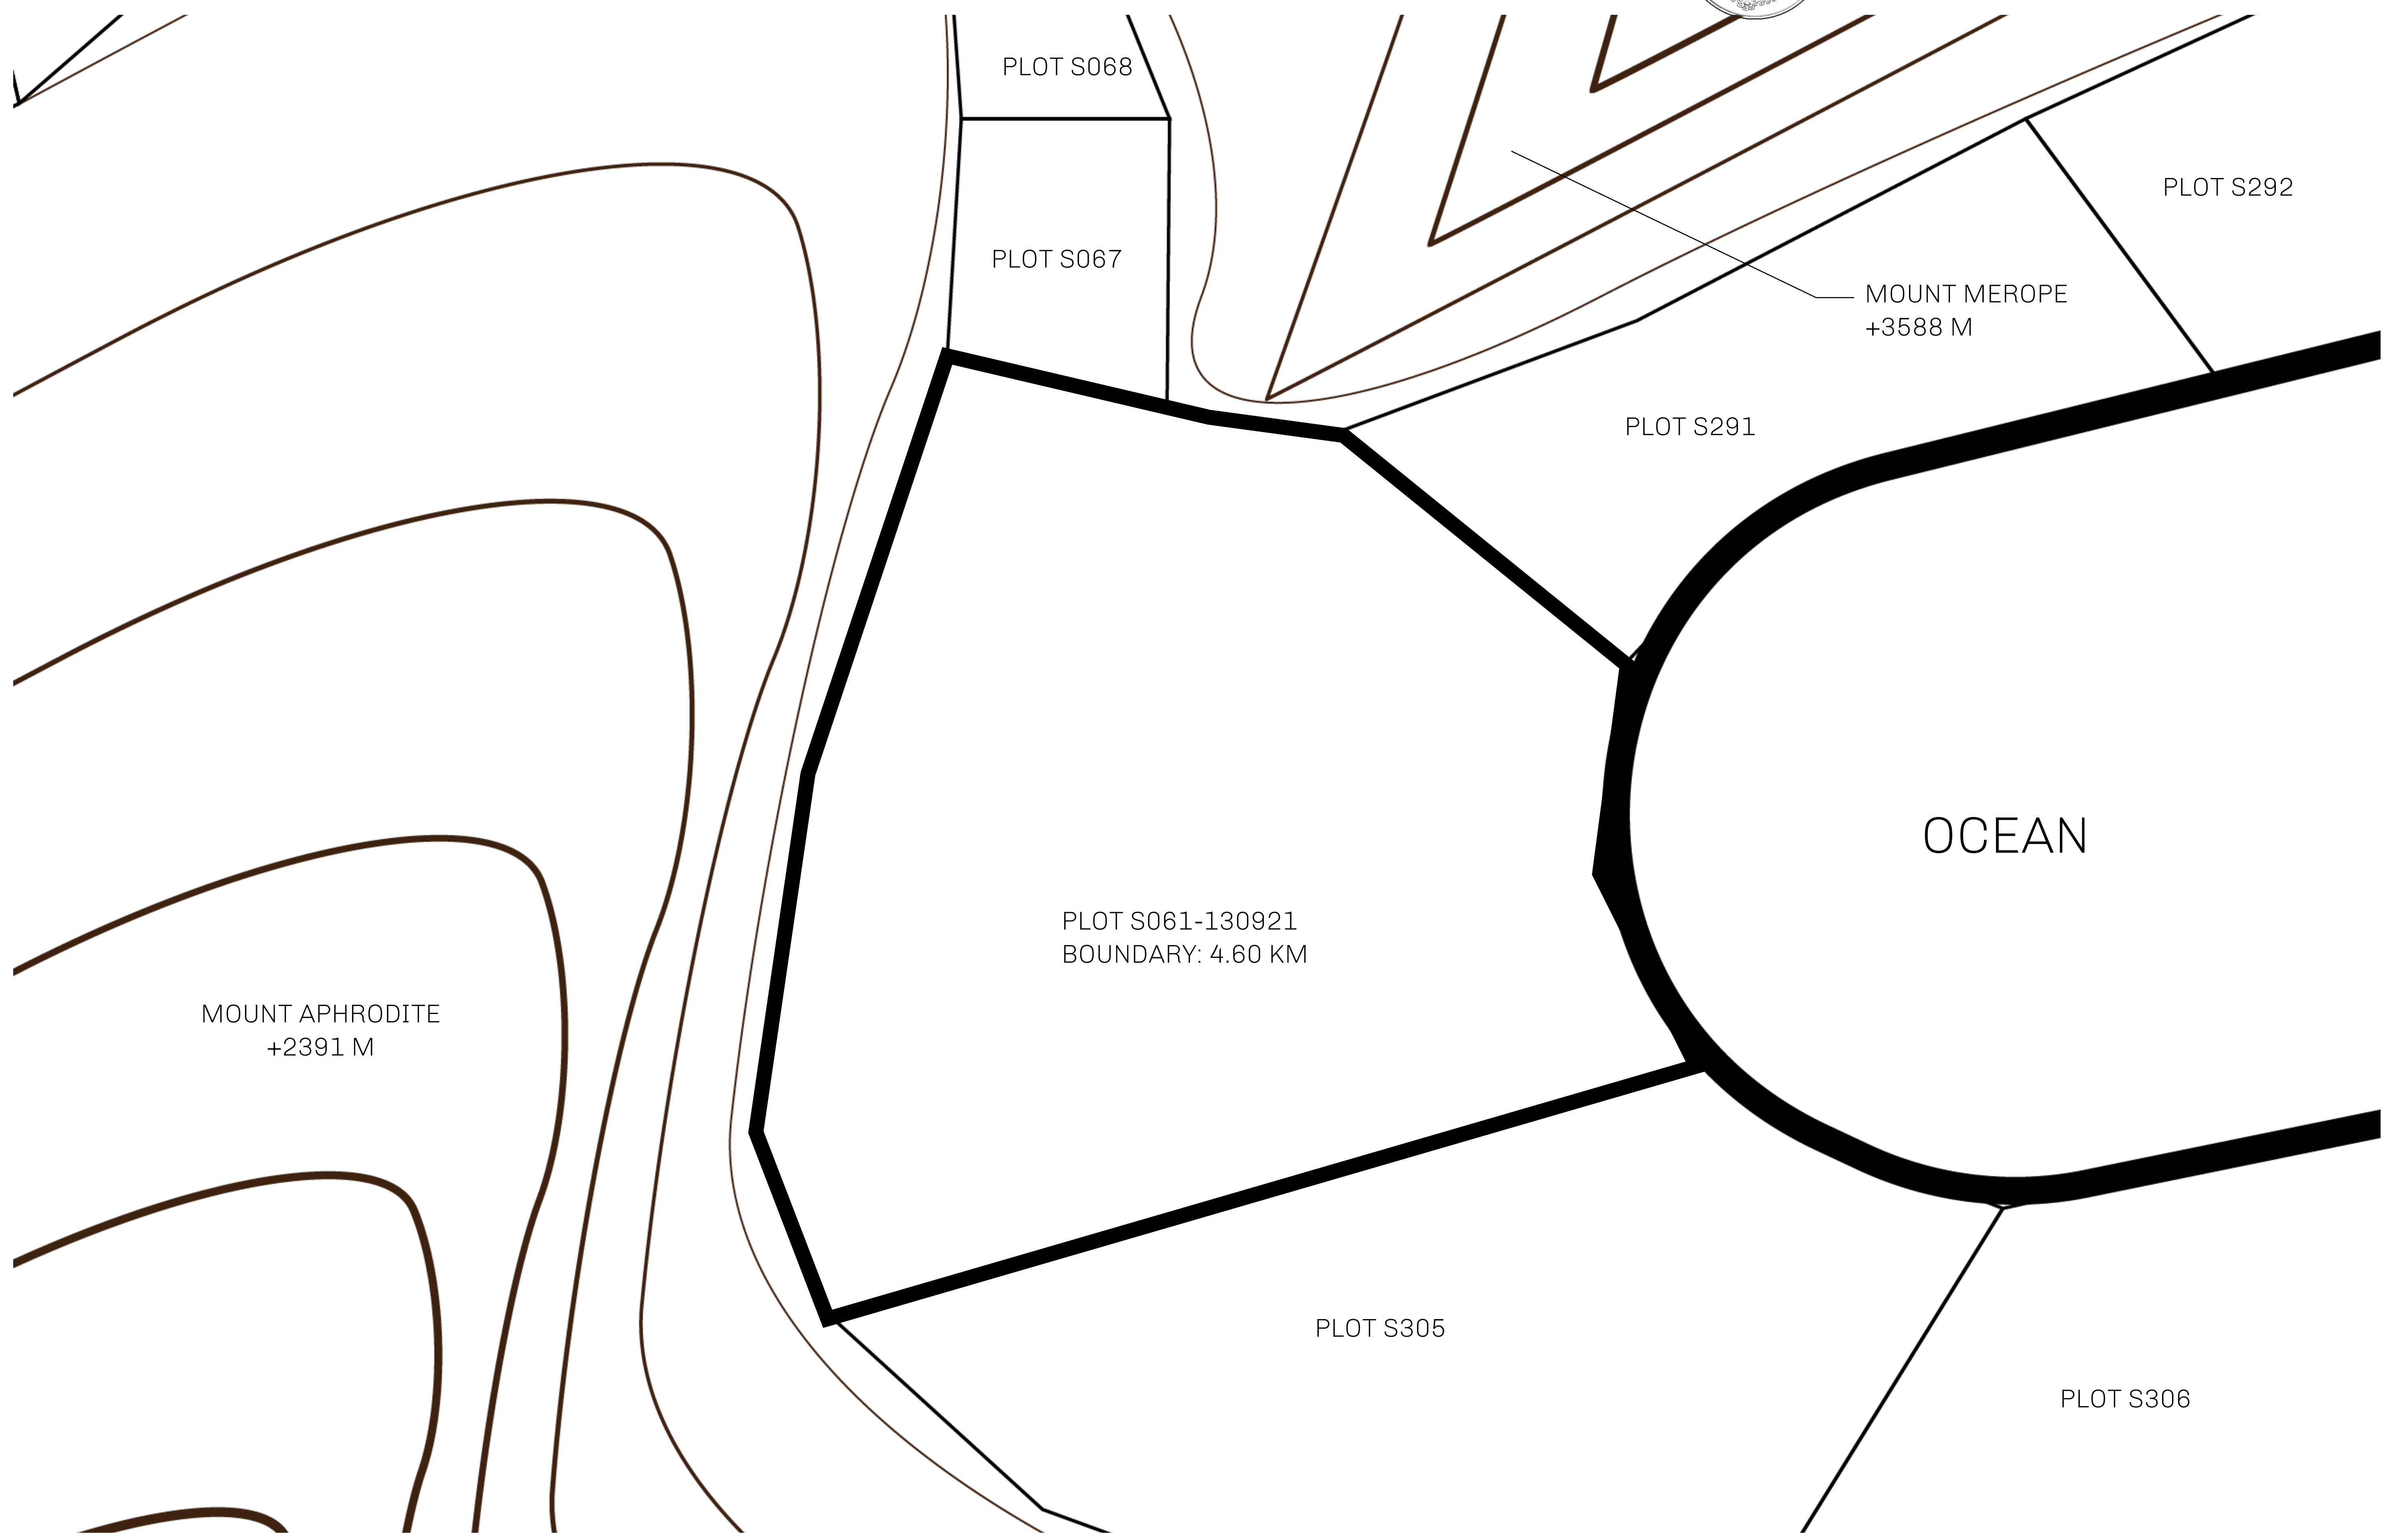 PLOT S068
PLOT S292
PLOT S067
MOUNT MEROPE
+3588 M
PLOT S291
OCEAN
PLOT S061-130921
BOUNDARY: 4.60 KM
MOUNT APHRODITE
+2391 M
PLOT S305
PLOT S306